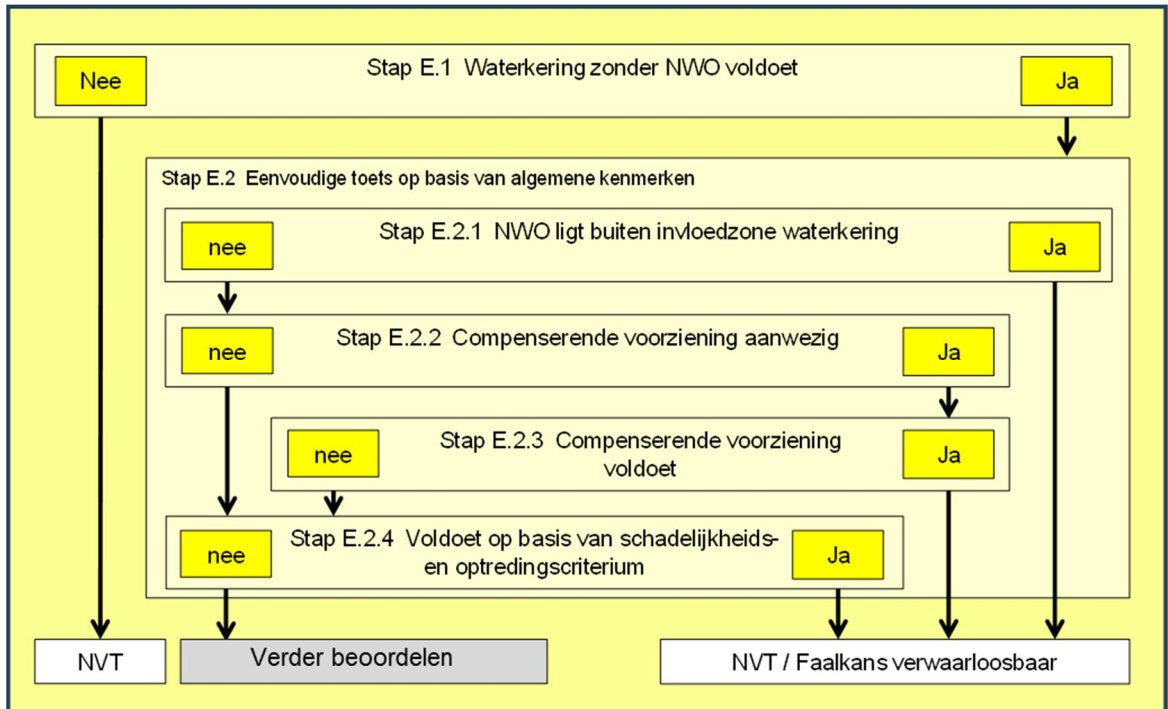 Stap E.1 Waterkering zonder NWO voldoet
Nee
Ja
Stap E.2 Eenvoudige toets op basis van algemene kenmerken
Stap E.2.1 NWO ligt buiten invloedzone waterkering
nee
Ja
Stap E.2.2 Compenserende voorziening aanwezig
nee
Ja
Stap E.2.3 Compenserende voorziening
voldoet
nee
Ja
Stap E.2.4 Voldoet op basis van schadelijkheids-
en optredingscriterium
nee
Ja
NVT
Verder beoordelen
NVT / Faalkans verwaarloosbaar